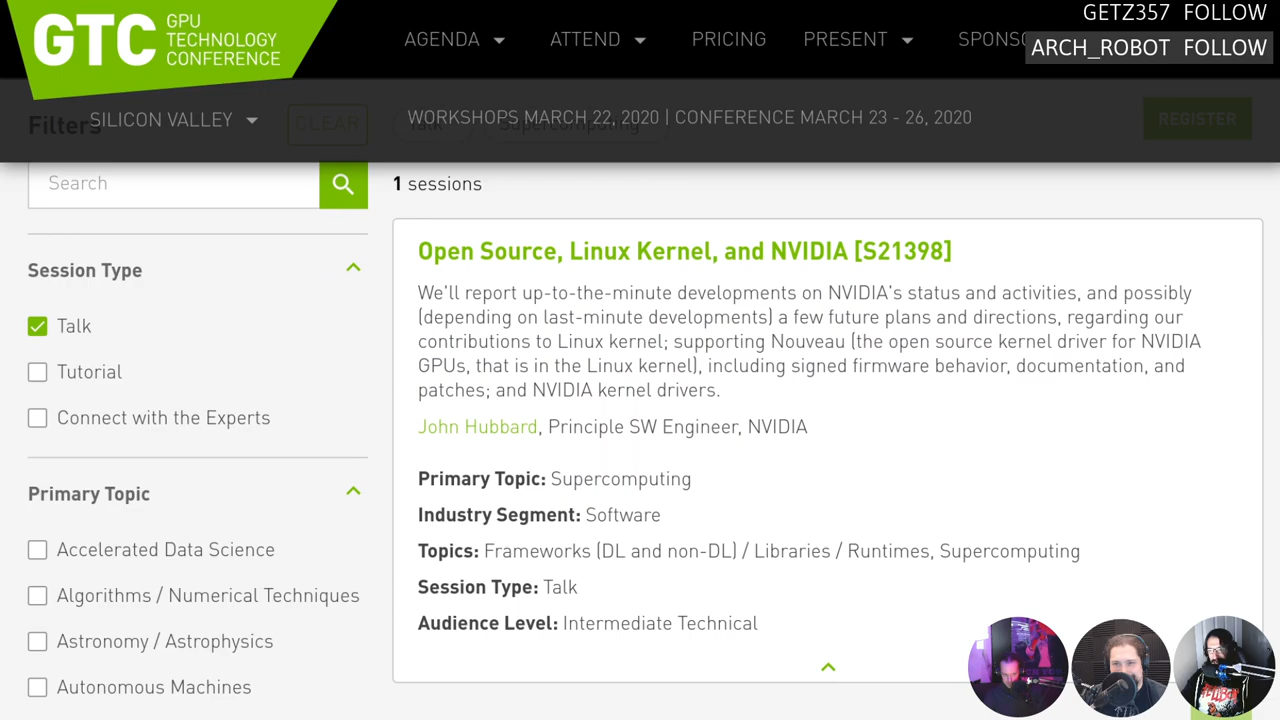 GETZ357 FOLLOW
ARCH_ROBOT FOLLOW
GTC GPU
TECHNOLOGY
CONFERENCE
AGENDA ATTEND PRICING PRESENT SPONSO
SILICON VALLEY WORKSHOPS MARCH 22, 2020 | CONFERENCE MARCH 23 - 26, 2020 REGISTER
Filters CLEAR Talk Supercomputing
Search
1 sessions
Session Type
Talk
Tutorial
Connect with the Experts
Primary Topic
Accelerated Data Science
Algorithms / Numerical Techniques
Astronomy / Astrophysics
Autonomous Machines
Open Source, Linux Kernel, and NVIDIA [S21398]
We'll report up-to-the-minute developments on NVIDIA's status and activities, and possibly
(depending on last-minute developments) a few future plans and directions, regarding our
contributions to Linux kernel; supporting Nouveau (the open source kernel driver for NVIDIA
GPUs, that is in the Linux kernel), including signed firmware behavior, documentation, and
patches; and NVIDIA kernel drivers.
John Hubbard, Principle SW Engineer, NVIDIA
Primary Topic: Supercomputing
Industry Segment: Software
Topics: Frameworks (DL and non-DL) / Libraries / Runtimes, Supercomputing
Session Type: Talk
Audience Level: Intermediate Technical